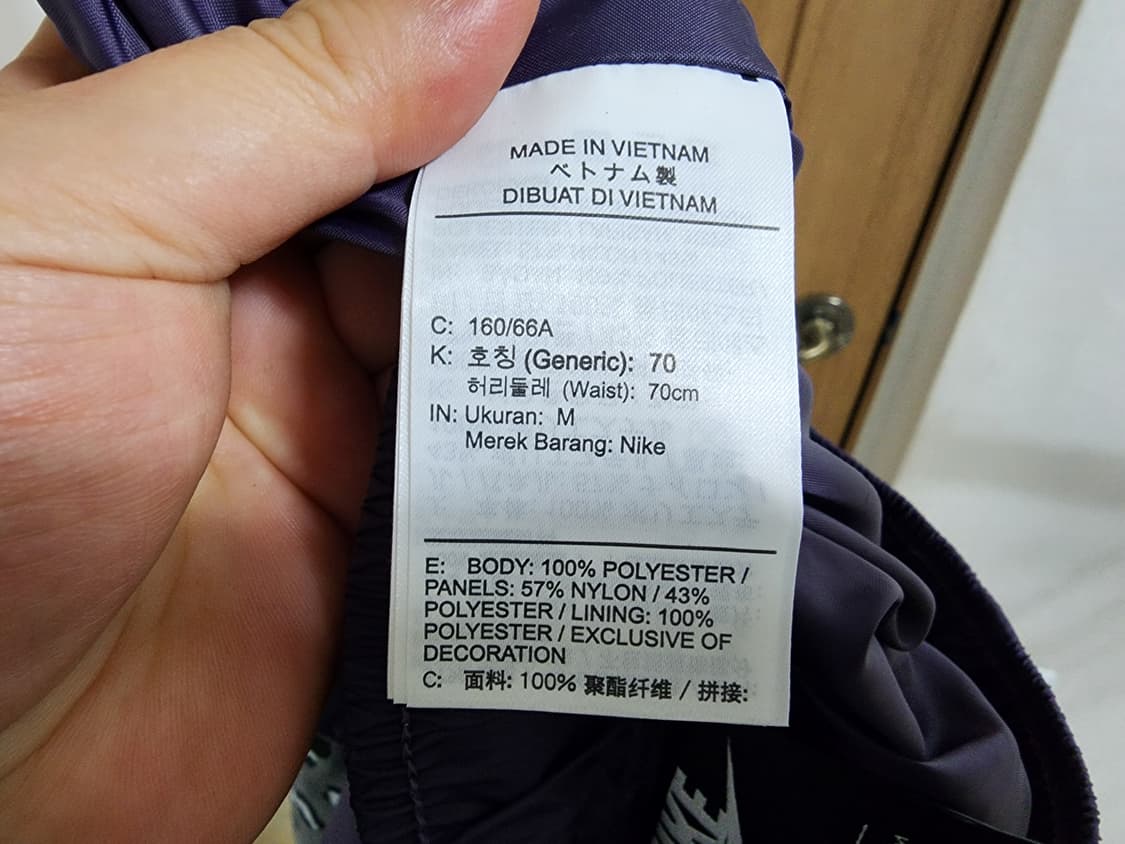 MADE IN VIETNAM
ベトナム製
DIBUAT DI VIETNAM
C: 160/66A
K: 호칭 (Generic): 70
허리둘레 (Waist): 70cm
IN: Ukuran: M
Merek Barang: Nike
E: BODY: 100% POLYESTER /
PANELS: 57% NYLON / 43%
POLYESTER / LINING: 100%
POLYESTER / EXCLUSIVE OF
DECORATION
C: 面料: 100% 聚酯纤维 / 拼接: